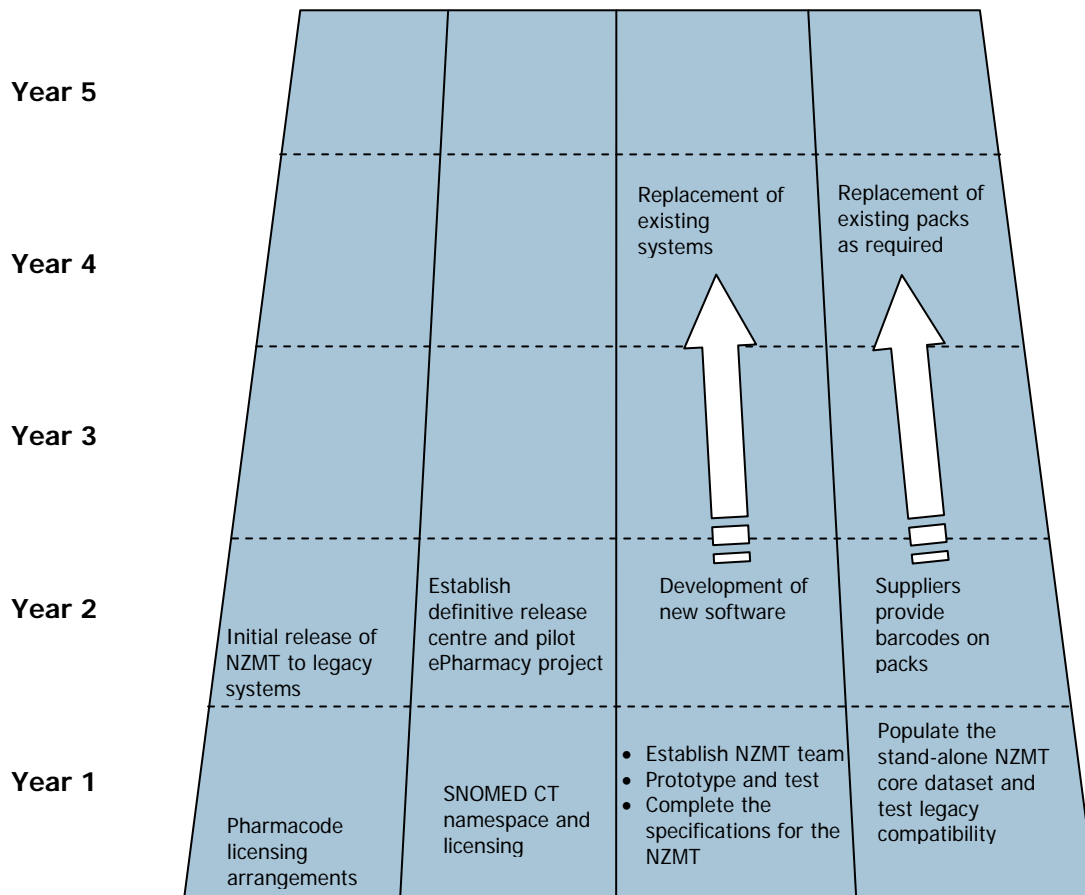 Year 5
Year 4
Replacement of
existing
systems
Replacement of
existing packs
as required
Year 3
Year 2
Initial release of
NZMT to legacy
systems
Establish
definitive release
centre and pilot
ePharmacy project
Development of
new software
Suppliers
provide
barcodes on
packs
Year 1
Pharmacode
licensing
arrangements
SNOMED CT
namespace and
licensing
• Establish NZMT team
• Prototype and test
• Complete the
specifications for the
NZMT
Populate the
stand-alone NZMT
core dataset and
test legacy
compatibility